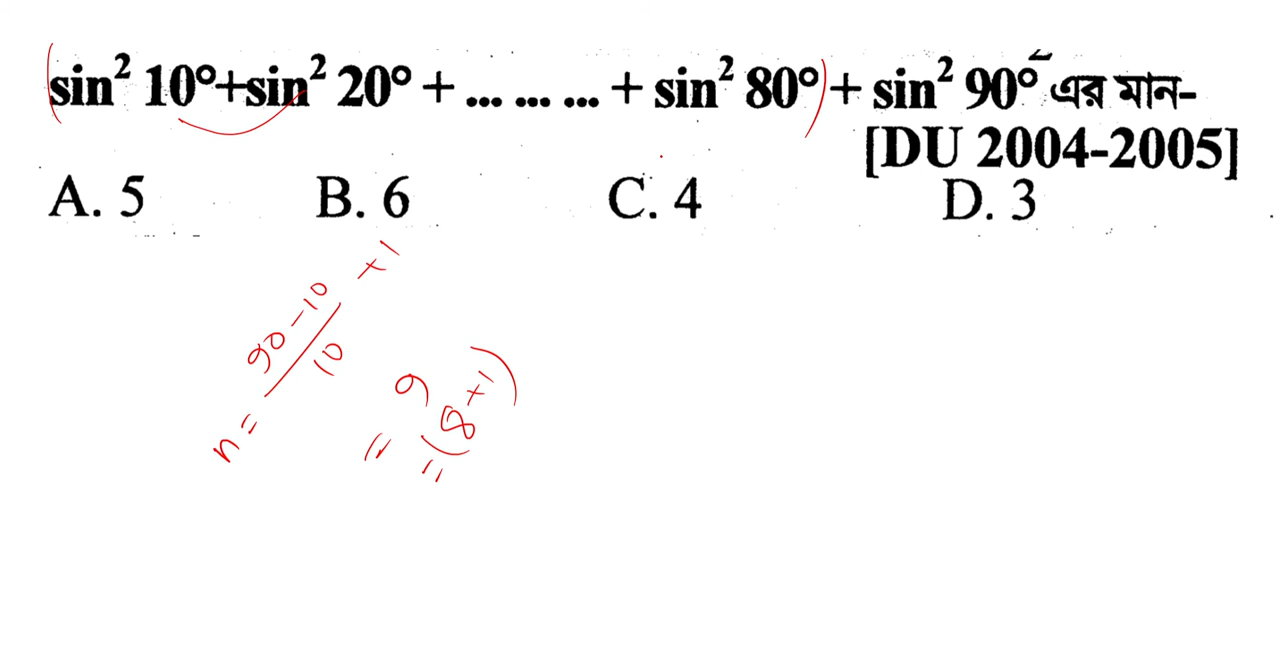 (sin² 10°+sin² 20° + ... ... ... + sin² 80°) + sin² 90° এর মান-
[DU 2004-2005]
A. 5 B. 6 C. 4 D. 3
n = (90 - 10)/10 + 1
= 9
= (8+1)